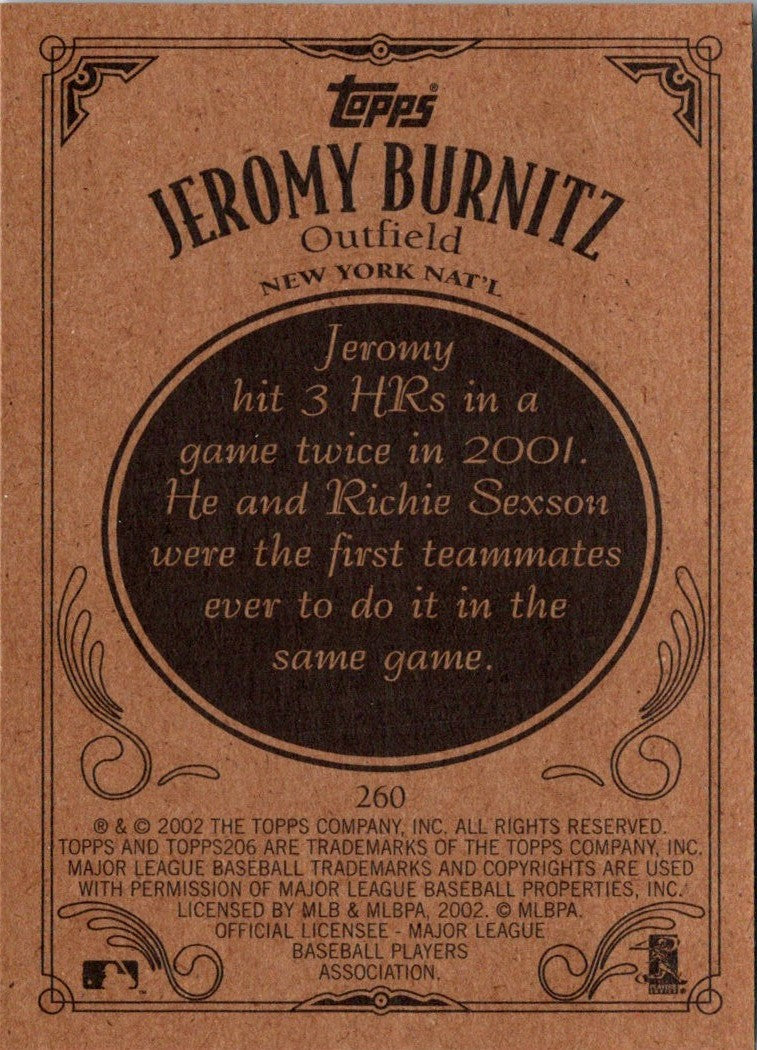 Topps®
JEROMY BURNITZ
Outfield
NEW YORK NAT'L
Jeromy
hit 3 HRs in a
game twice in 2001.
He and Richie Sexson
were the first teammates
ever to do it in the
same game.
260
® & © 2002 THE TOPPS COMPANY, INC. ALL RIGHTS RESERVED.
TOPPS AND TOPPS206 ARE TRADEMARKS OF THE TOPPS COMPANY, INC.
MAJOR LEAGUE BASEBALL TRADEMARKS AND COPYRIGHTS ARE USED
WITH PERMISSION OF MAJOR LEAGUE BASEBALL PROPERTIES, INC.
LICENSED BY MLB & MLBPA, 2002. © MLBPA.
OFFICIAL LICENSEE - MAJOR LEAGUE
BASEBALL PLAYERS
ASSOCIATION.